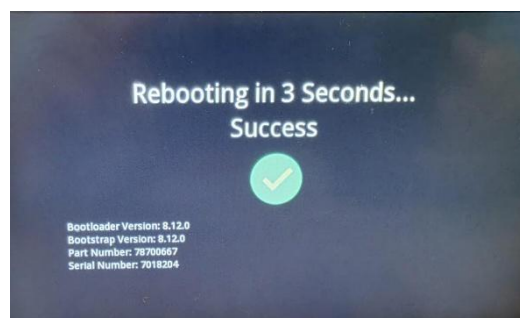 Rebooting in 3 Seconds...
Success
Bootloader Version: 8.12.0
Bootstrap Version: 8.12.0
Part Number: 78700667
Serial Number: 7018204